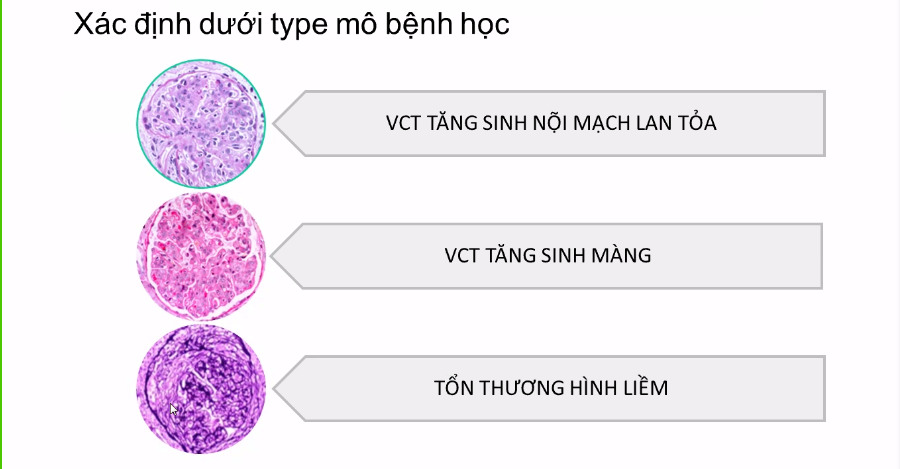 Xác định dưới type mô bệnh học
VCT TĂNG SINH NỘI MẠCH LAN TỎA
VCT TĂNG SINH MÀNG
TỔN THƯƠNG HÌNH LIỀM